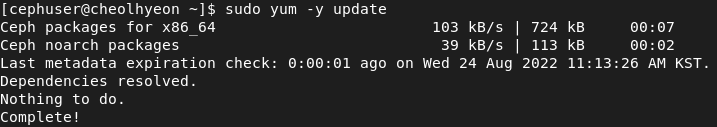 [cephuser@cheolhyeon ~]$ sudo yum -y update
Ceph packages for x86_64                        103 kB/s | 724 kB     00:07
Ceph noarch packages                             39 kB/s | 113 kB     00:02
Last metadata expiration check: 0:00:01 ago on Wed 24 Aug 2022 11:13:26 AM KST.
Dependencies resolved.
Nothing to do.
Complete!